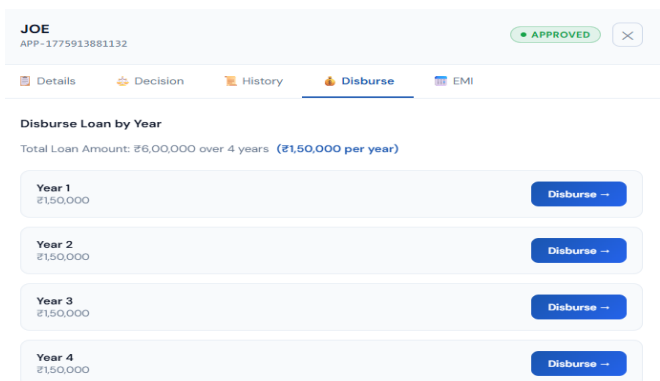 JOE
APP-1775913881132
APPROVED
Details Decision History Disburse EMI
Disburse Loan by Year
Total Loan Amount: ₹6,00,000 over 4 years (₹1,50,000 per year)
Year 1
₹1,50,000
Disburse →
Year 2
₹1,50,000
Disburse →
Year 3
₹1,50,000
Disburse →
Year 4
₹1,50,000
Disburse →